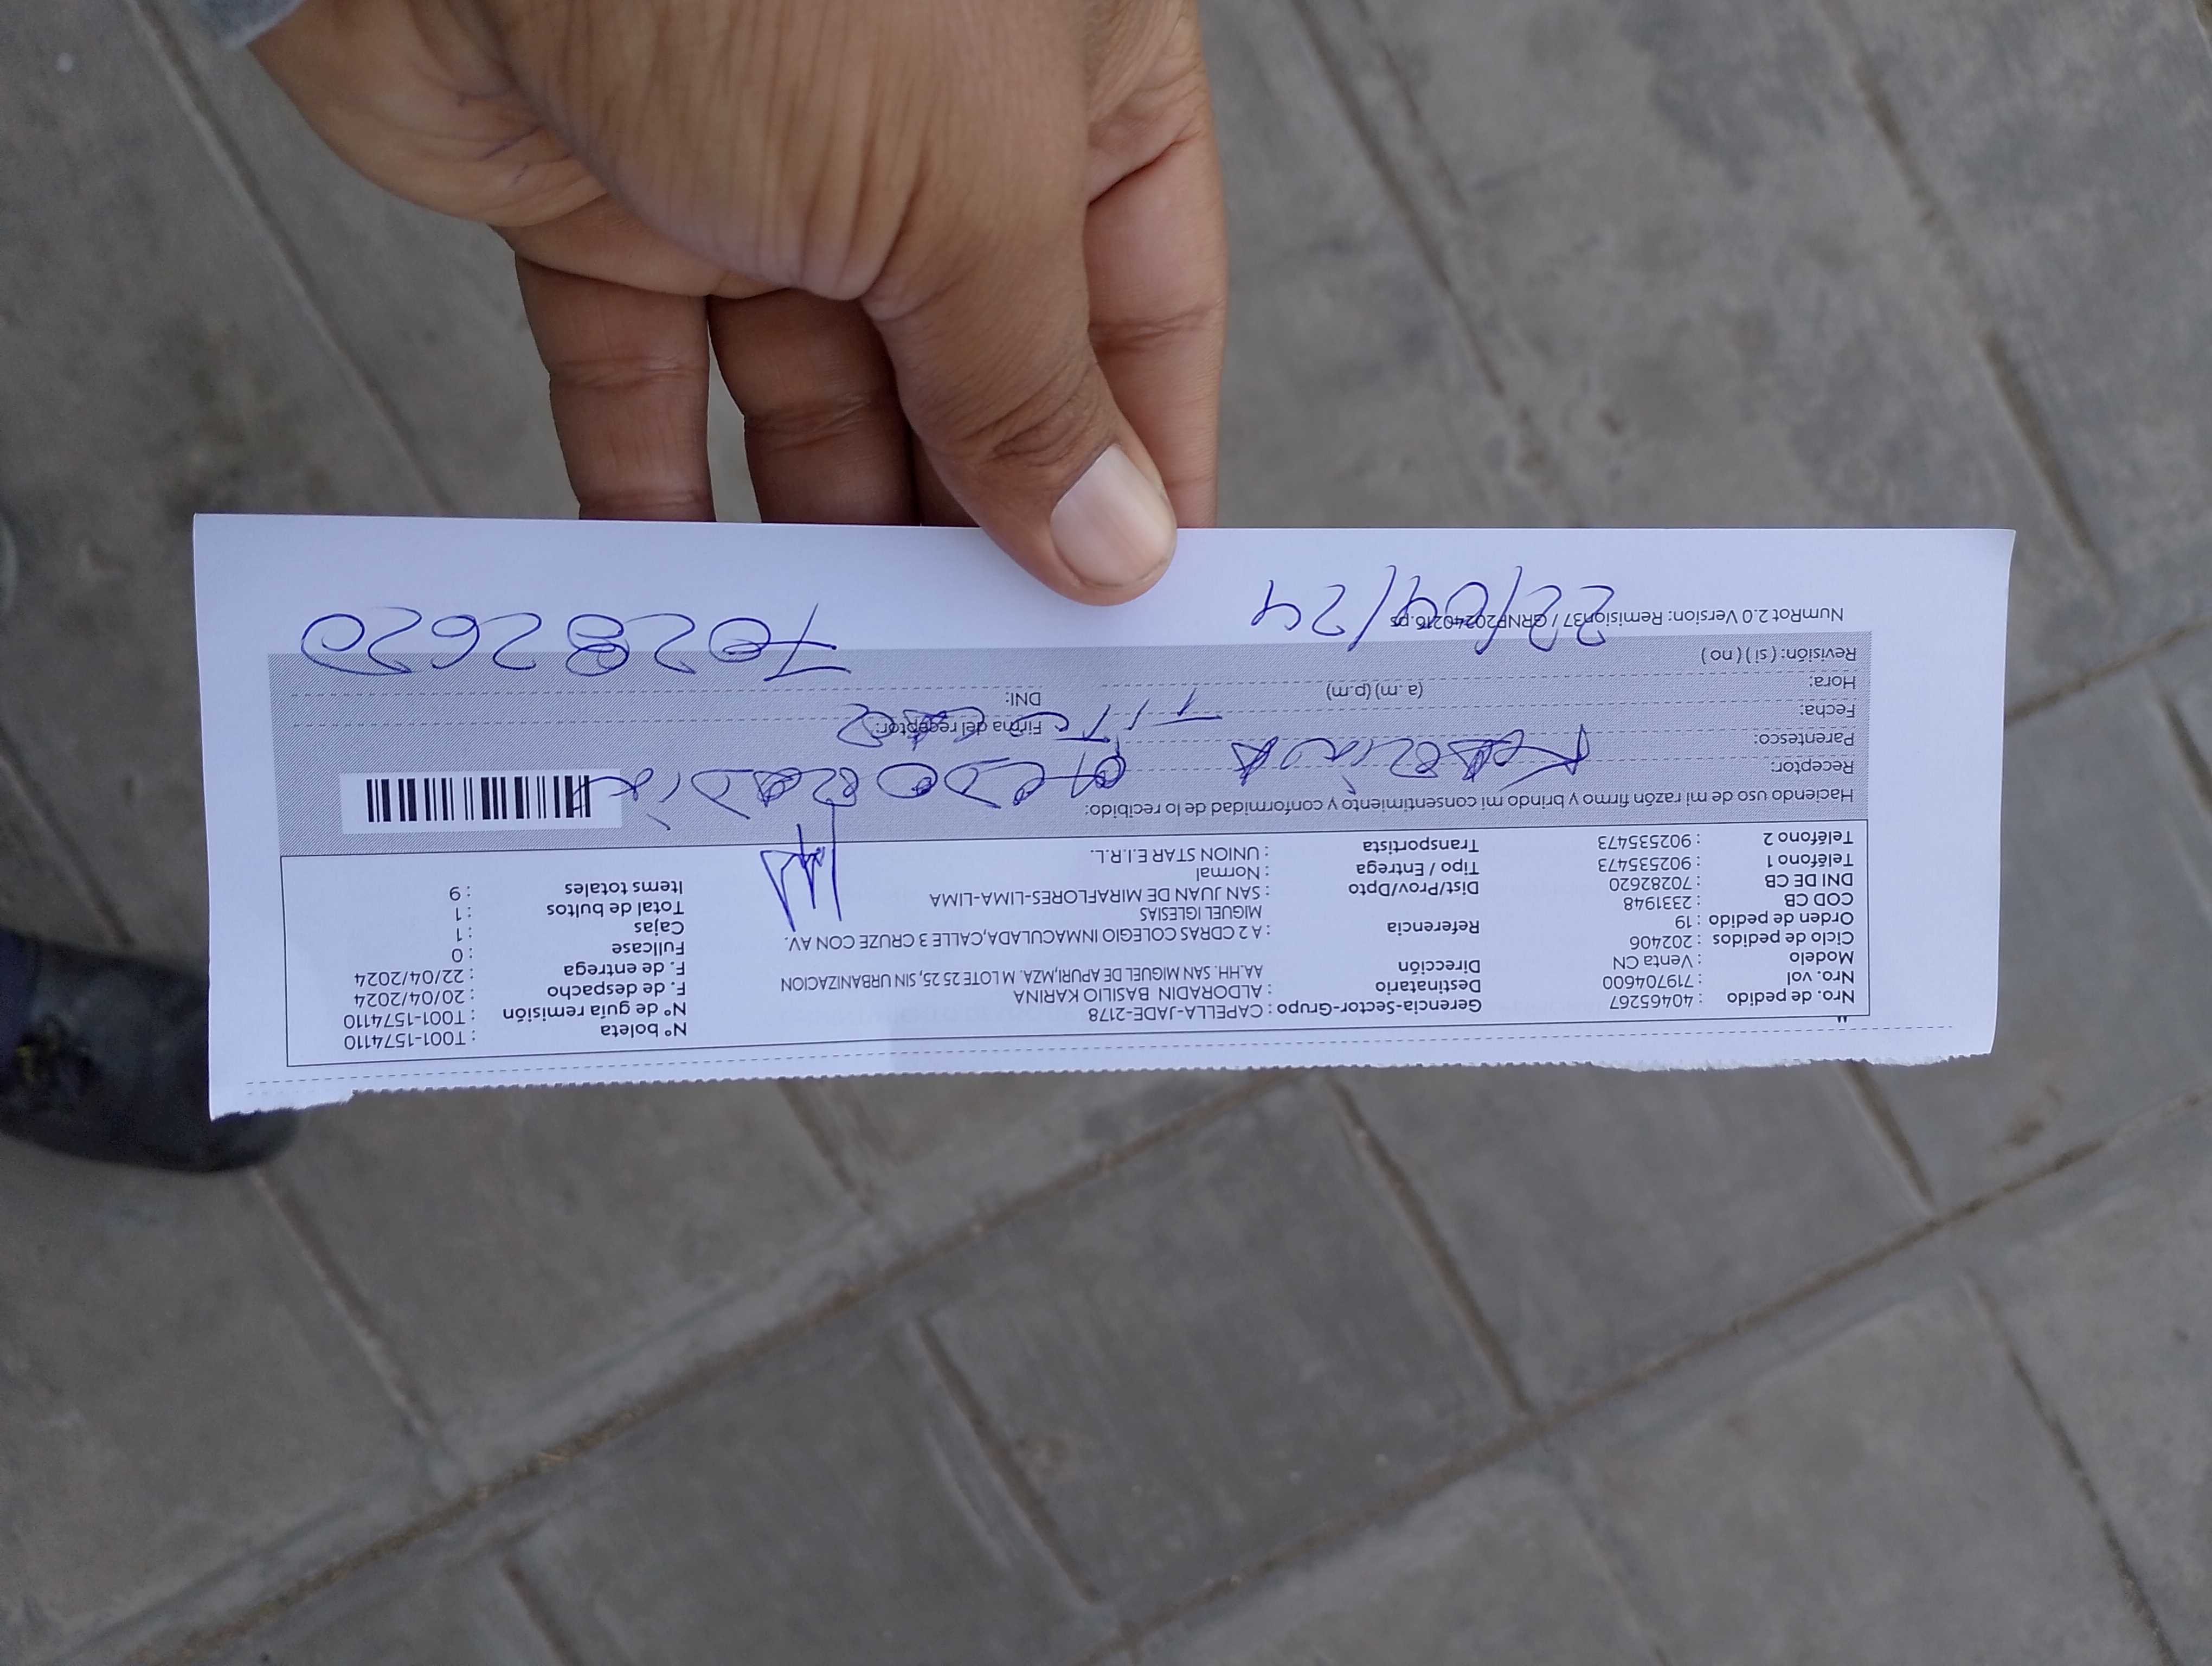 "
Nro. de pedido : 40465267 Gerencia-Sector-Grupo : CAPELLA-JADE-2178 N° boleta : T001-1574110
Nro. vol : 719704600 Destinatario : ALDORADIN BASILIO KARINA N° de guía remisión : T001-1574110
Modelo : Venta CN Dirección AA.HH. SAN MIGUEL DE APURI,MZA. M LOTE 25 25, SIN URBANIZACION F. de despacho : 20/04/2024
Ciclo de pedidos : 202406 F. de entrega : 22/04/2024
Orden de pedido : 19 Referencia : A 2 CDRAS COLEGIO INMACULADA,CALLE 3 CRUZE CON AV. Fullcase : 0
COD CB : 2331948 MIGUEL IGLESIAS Cajas : 1
DNI DE CB : 70282620 Dist/Prov/Dpto : SAN JUAN DE MIRAFLORES-LIMA-LIMA Total de bultos : 1
Teléfono 1 : 902535473 Tipo / Entrega : Normal Items totales : 9
Teléfono 2 : 902535473 Transportista : UNION STAR E.I.R.L.
Haciendo uso de mi razón firmo y brindo mi consentimiento y conformidad de lo recibido:
Receptor: Karina
Parentesco:
Fecha: Firma del receptor: Titular
Hora: (a .m) (p.m) DNI:
Revisión: ( si ) ( no ) 70282620
NumRot 2.0 Version: Remision37 / GRNF20240216.ps
22/04/24